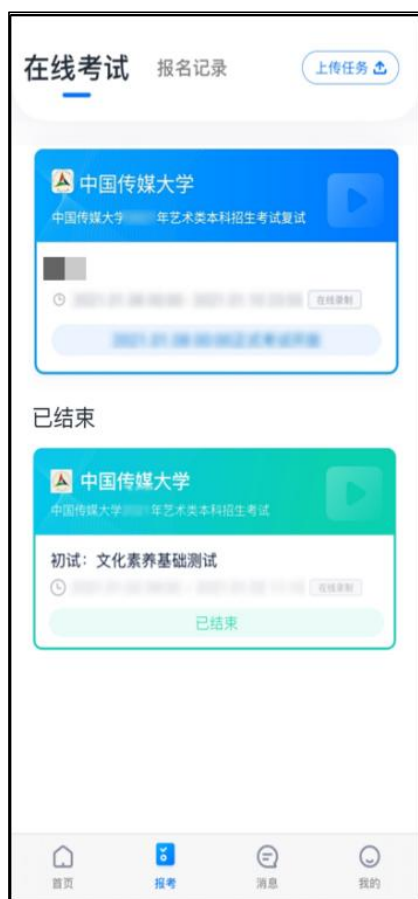 在线考试 报名记录 上传任务
中国传媒大学
中国传媒大学 年艺术类本科招生考试复试
在线录制
已结束
中国传媒大学
中国传媒大学 年艺术类本科招生考试
初试：文化素养基础测试
在线录制
已结束
首页 报考 消息 我的